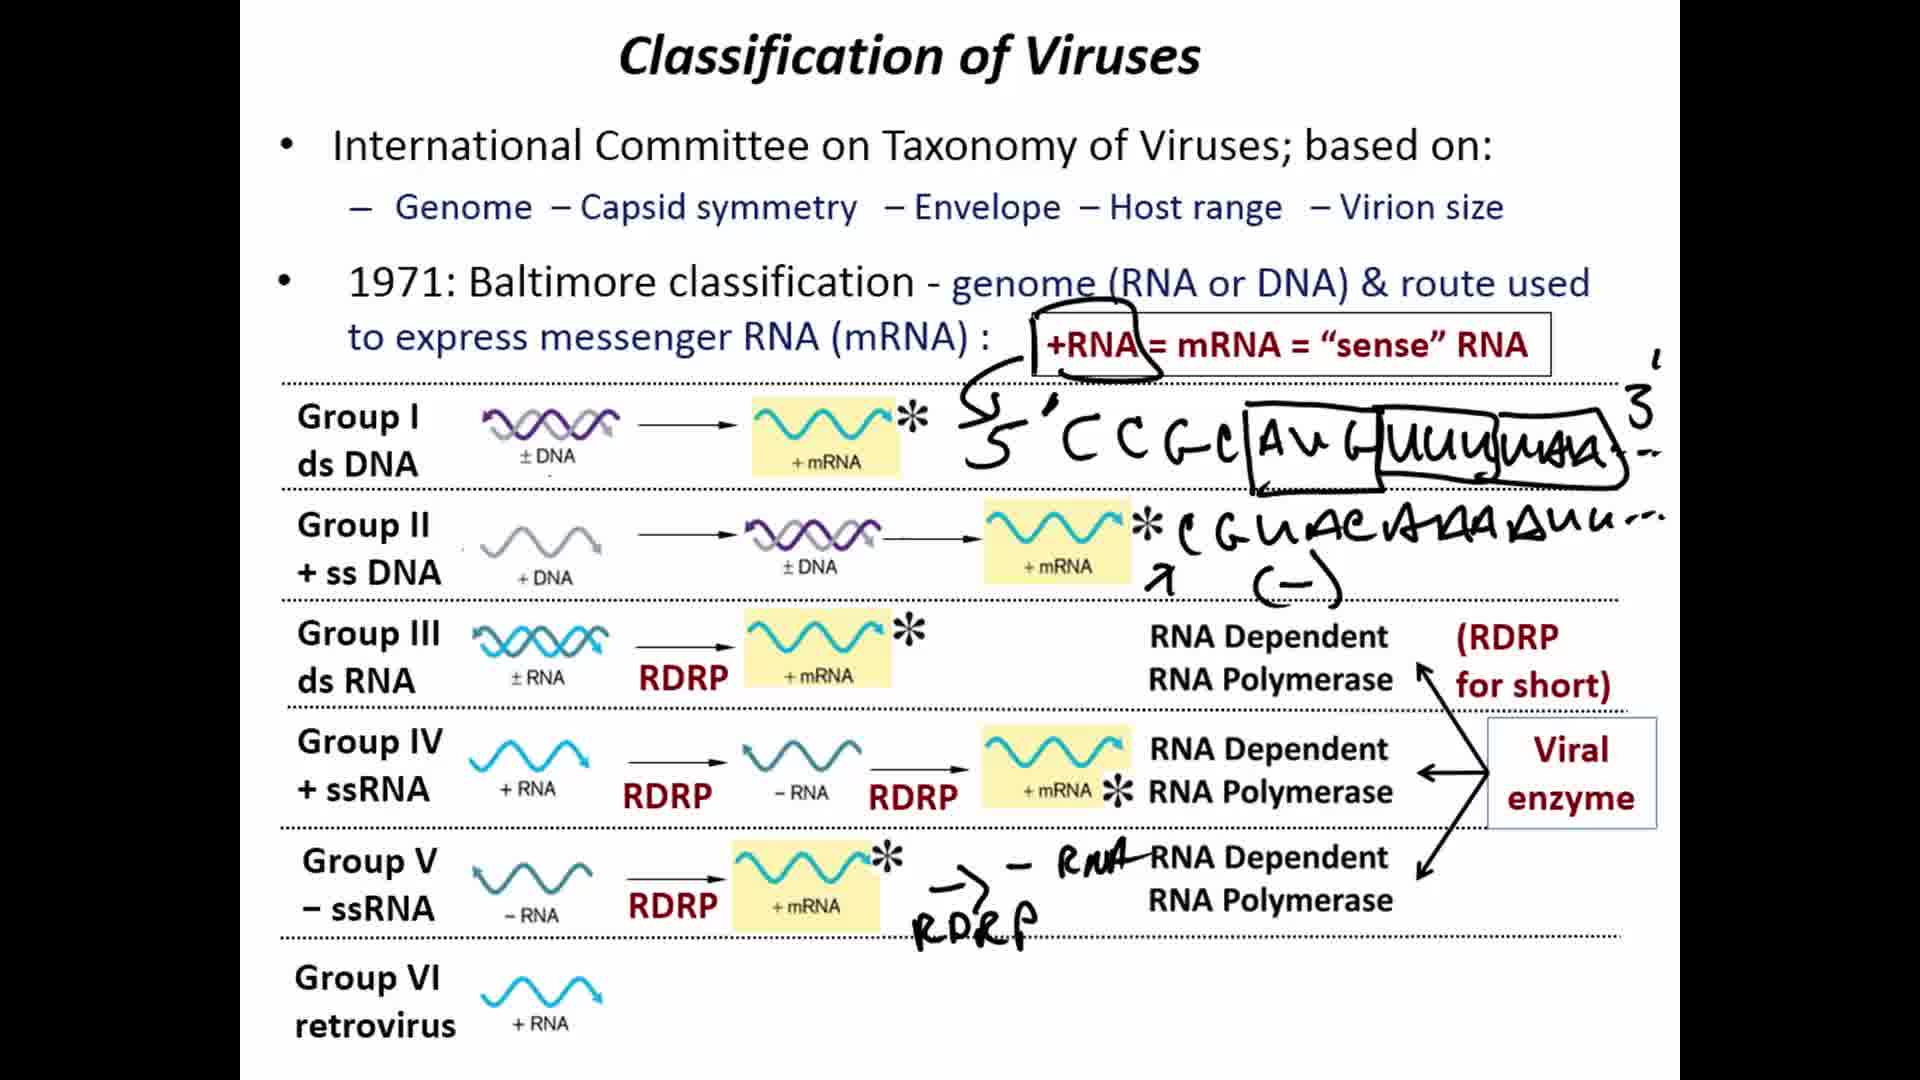 Classification of Viruses
• International Committee on Taxonomy of Viruses; based on:
– Genome – Capsid symmetry – Envelope – Host range – Virion size
• 1971: Baltimore classification - genome (RNA or DNA) & route used
to express messenger RNA (mRNA) :
+RNA = mRNA = “sense” RNA
Group I
ds DNA
± DNA
+ mRNA
*
5' CCGC AUG UUU UAA ... 3'
Group II
+ ss DNA
+ DNA
± DNA
+ mRNA
*
CGUACAAAAUU...
(-)
Group III
ds RNA
± RNA
RDRP
+ mRNA
*
RNA Dependent
RNA Polymerase
(RDRP
for short)
Group IV
+ ssRNA
+ RNA
RDRP
– RNA
RDRP
+ mRNA
*
RNA Dependent
RNA Polymerase
Viral
enzyme
Group V
– ssRNA
– RNA
RDRP
+ mRNA
*
→ - RNA
RDRP
RNA Dependent
RNA Polymerase
Group VI
retrovirus
+ RNA